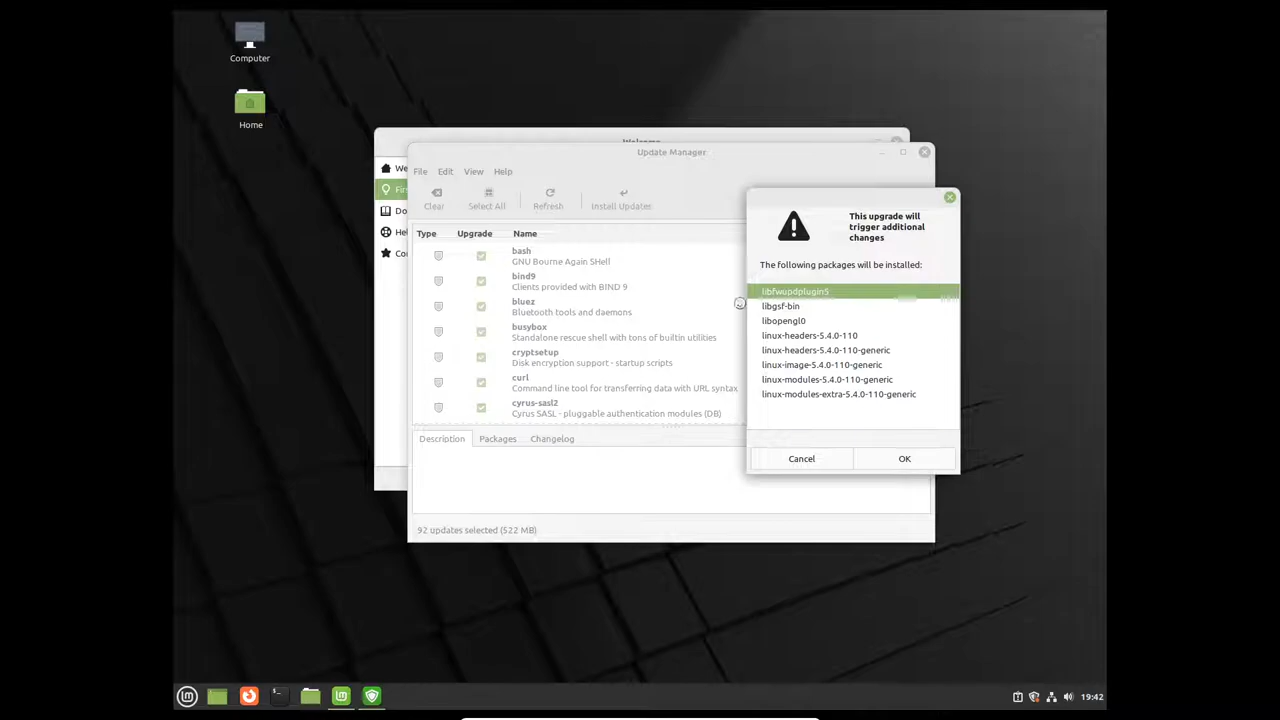 Computer
Home
Welcome
We
Fir
Do
Hel
Co
Update Manager
File Edit View Help
Clear Select All Refresh Install Updates
Type Upgrade Name
bash
GNU Bourne Again SHell
bind9
Clients provided with BIND 9
bluez
Bluetooth tools and daemons
busybox
Standalone rescue shell with tons of builtin utilities
cryptsetup
Disk encryption support - startup scripts
curl
Command line tool for transferring data with URL syntax
cyrus-sasl2
Cyrus SASL - pluggable authentication modules (DB)
Description Packages Changelog
92 updates selected (522 MB)
This upgrade will
trigger additional
changes
The following packages will be installed:
libfwupdplugin5
libgsf-bin
libopengl0
linux-headers-5.4.0-110
linux-headers-5.4.0-110-generic
linux-image-5.4.0-110-generic
linux-modules-5.4.0-110-generic
linux-modules-extra-5.4.0-110-generic
Cancel OK
19:42